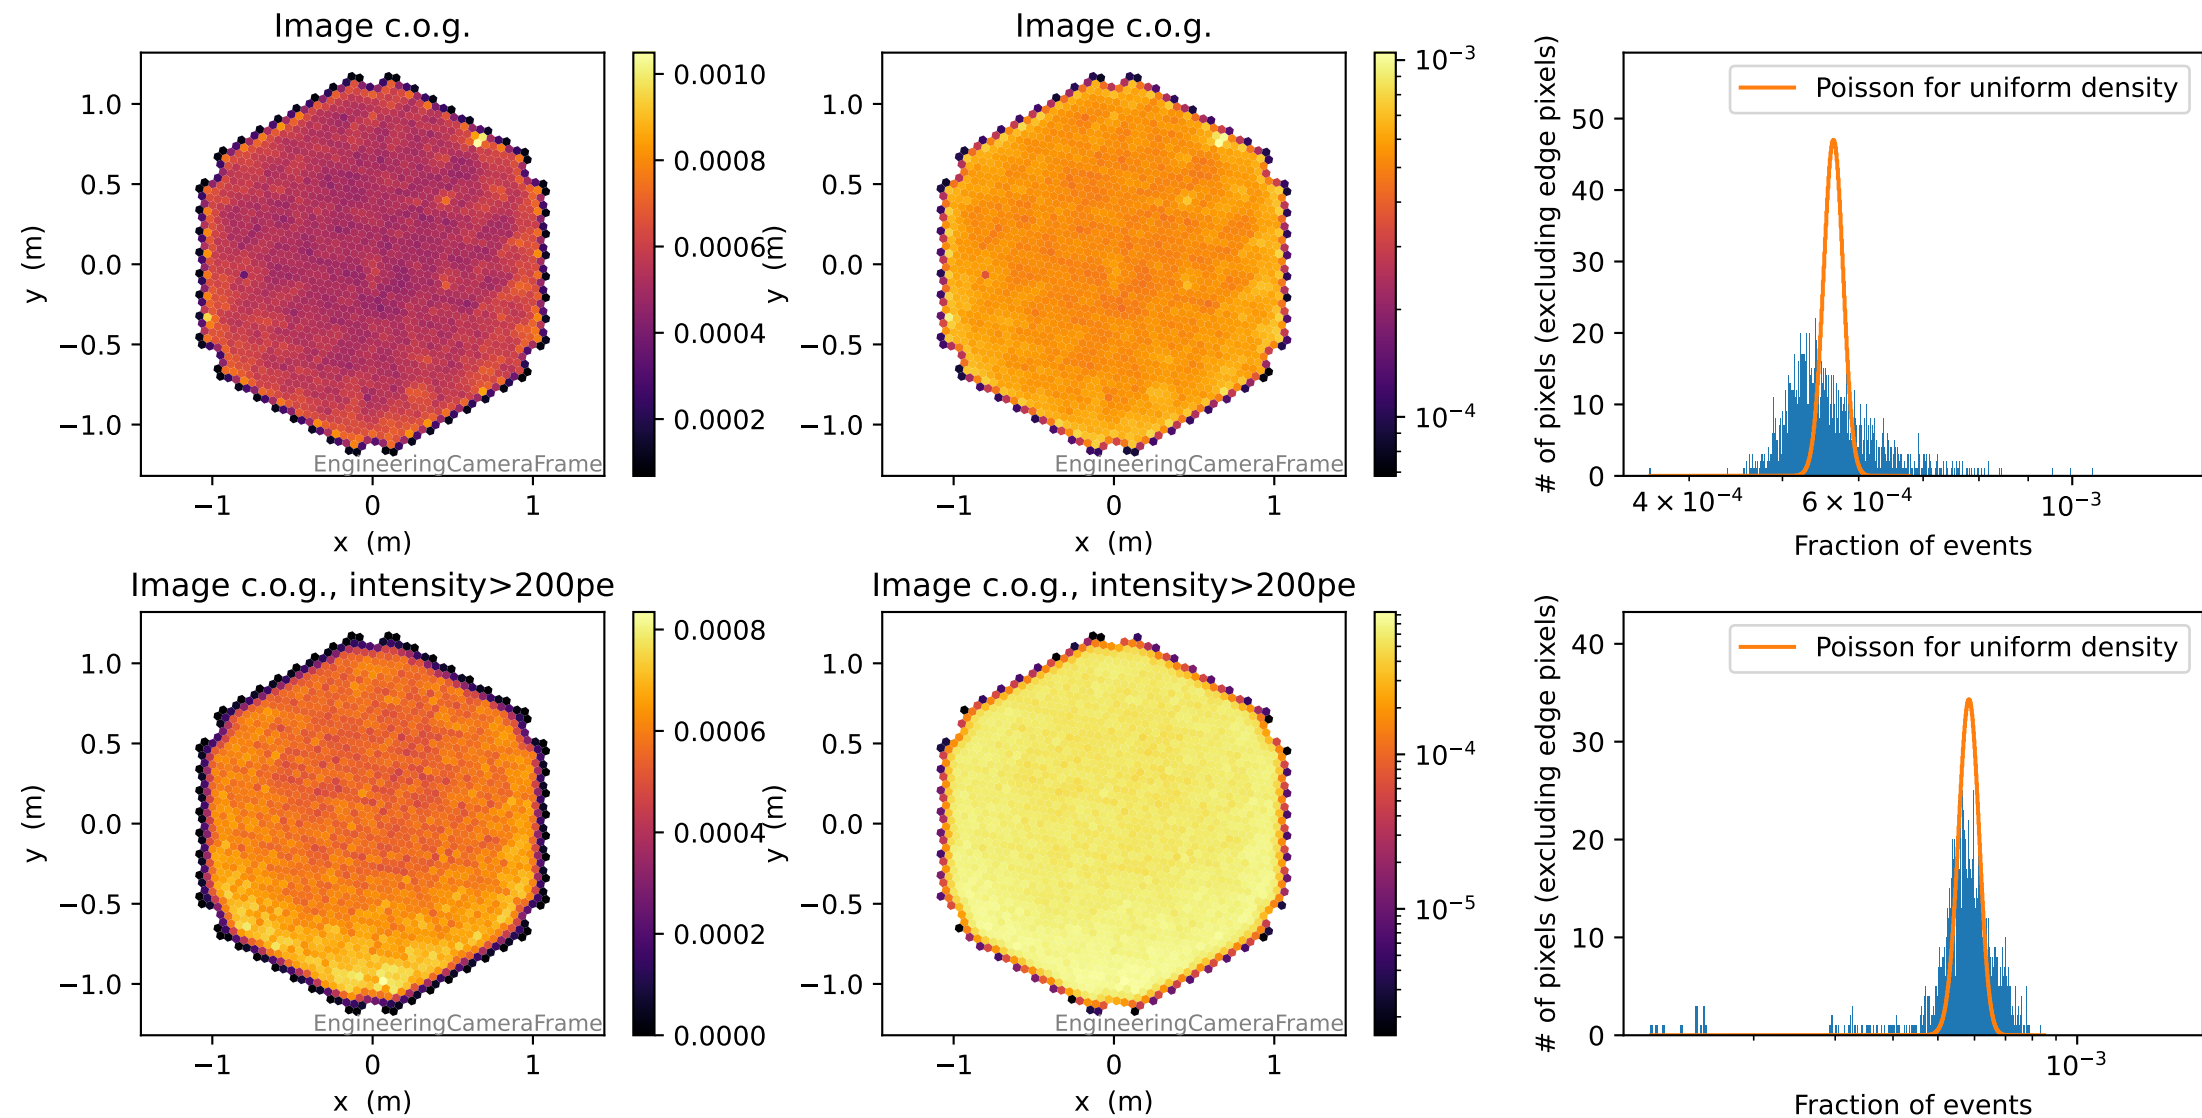 Image c.o.g.
1.0
0.5
0.0
−0.5
−1.0
y (m)
−1
0
1
x (m)
EngineeringCameraFrame
0.0010
0.0008
0.0006
0.0004
0.0002
Image c.o.g.
1.0
0.5
0.0
−0.5
−1.0
y (m)
−1
0
1
x (m)
EngineeringCameraFrame
10⁻³
10⁻⁴
Poisson for uniform density
# of pixels (excluding edge pixels)
50
40
30
20
10
0
4 × 10⁻⁴
6 × 10⁻⁴
10⁻³
Fraction of events
Image c.o.g., intensity>200pe
1.0
0.5
0.0
−0.5
−1.0
y (m)
−1
0
1
x (m)
EngineeringCameraFrame
0.0008
0.0006
0.0004
0.0002
0.0000
Image c.o.g., intensity>200pe
1.0
0.5
0.0
−0.5
−1.0
y (m)
−1
0
1
x (m)
EngineeringCameraFrame
10⁻⁴
10⁻⁵
Poisson for uniform density
# of pixels (excluding edge pixels)
40
30
20
10
0
10⁻³
Fraction of events